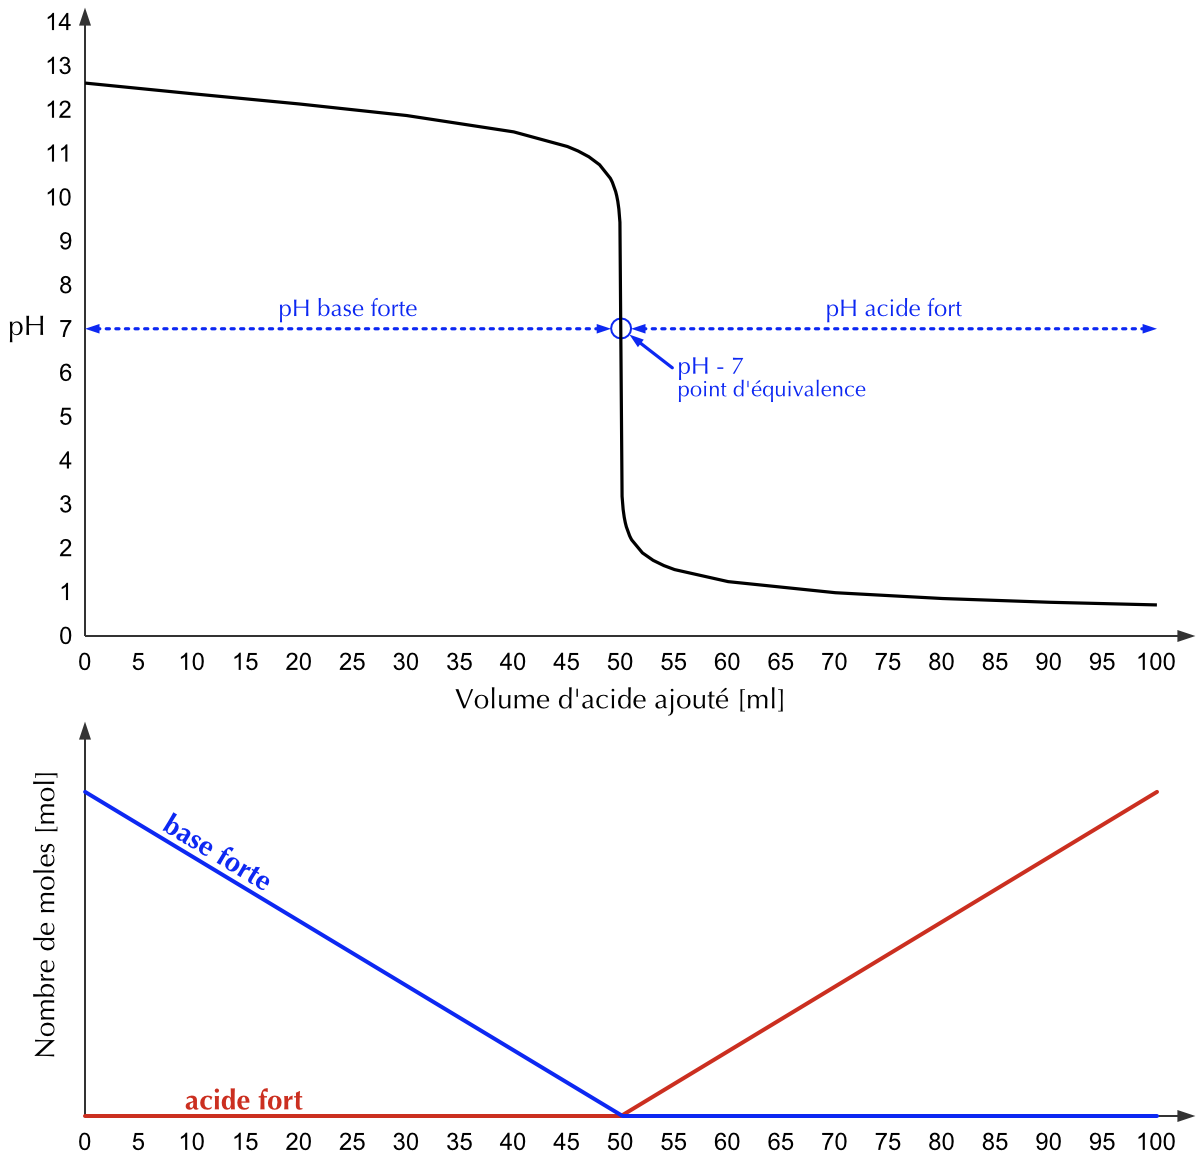 14
13
12
11
10
9
8
pH base forte
pH acide fort
pH 7
6
pH - 7
point d'équivalence
5
4
3
2
1
0
0 5 10 15 20 25 30 35 40 45 50 55 60 65 70 75 80 85 90 95 100
Volume d'acide ajouté [ml]
Nombre de moles [mol]
base forte
acide fort
0 5 10 15 20 25 30 35 40 45 50 55 60 65 70 75 80 85 90 95 100